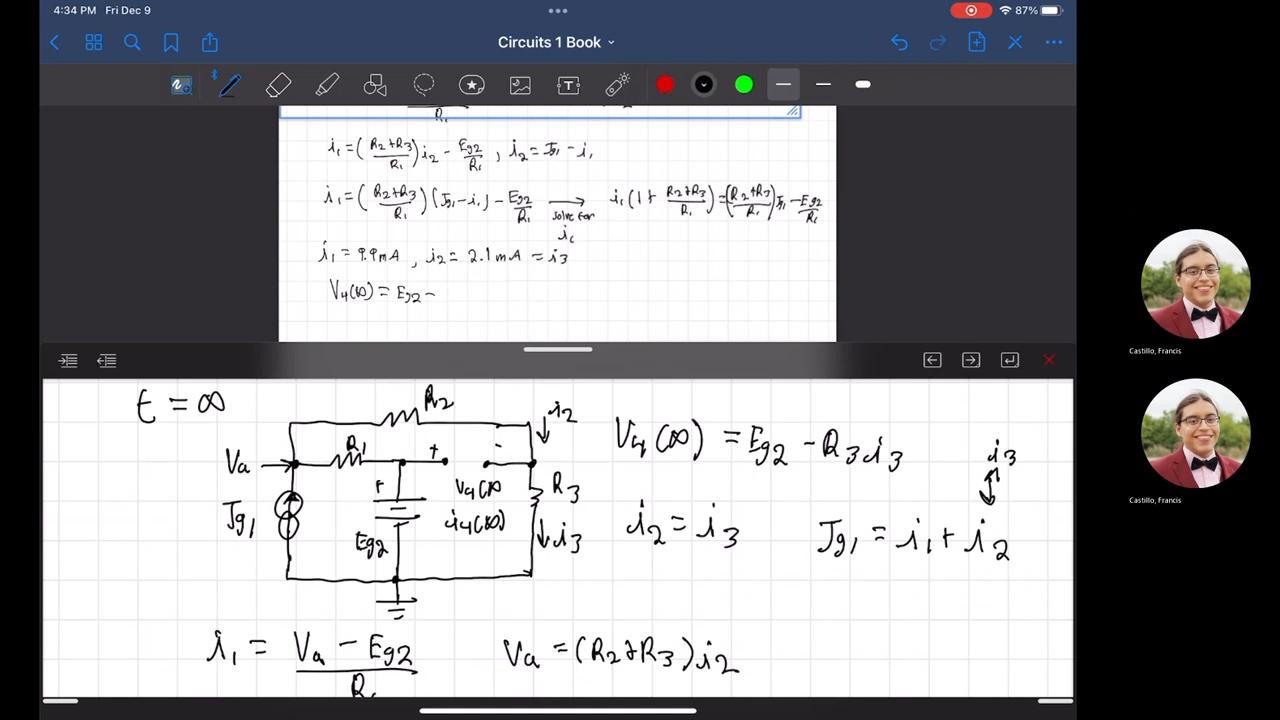 4:34 PM Fri Dec 9
87%
Circuits 1 Book
R₁
i₁ = (R2+R3/R₁) i2 - Eg2/R₁ , i2 = Jg₁ - i₁
i₁ = (R2+R3/R₁) (Jg₁ - i₁) - Eg2/R₁ → solve for i₁ i₁(1 + R2+R3/R₁) = (R2+R3/R₁) Jg₁ - Eg2/R₁
i₁ = 9.9mA , i2 = 2.1mA = i3
V4(∞) = Eg2 -
t = ∞
R2
i2
V4(∞) = Eg2 - R3i3
R₁
+
-
Va
i3
R3
+
V4(∞
Jg₁
i4(∞)
i2 = i3
Jg₁ = i₁ + i2
Eg2
i3
i₁ = Va - Eg2/R₁
Va = (R2+R3)i2
Castillo, Francis
Castillo, Francis